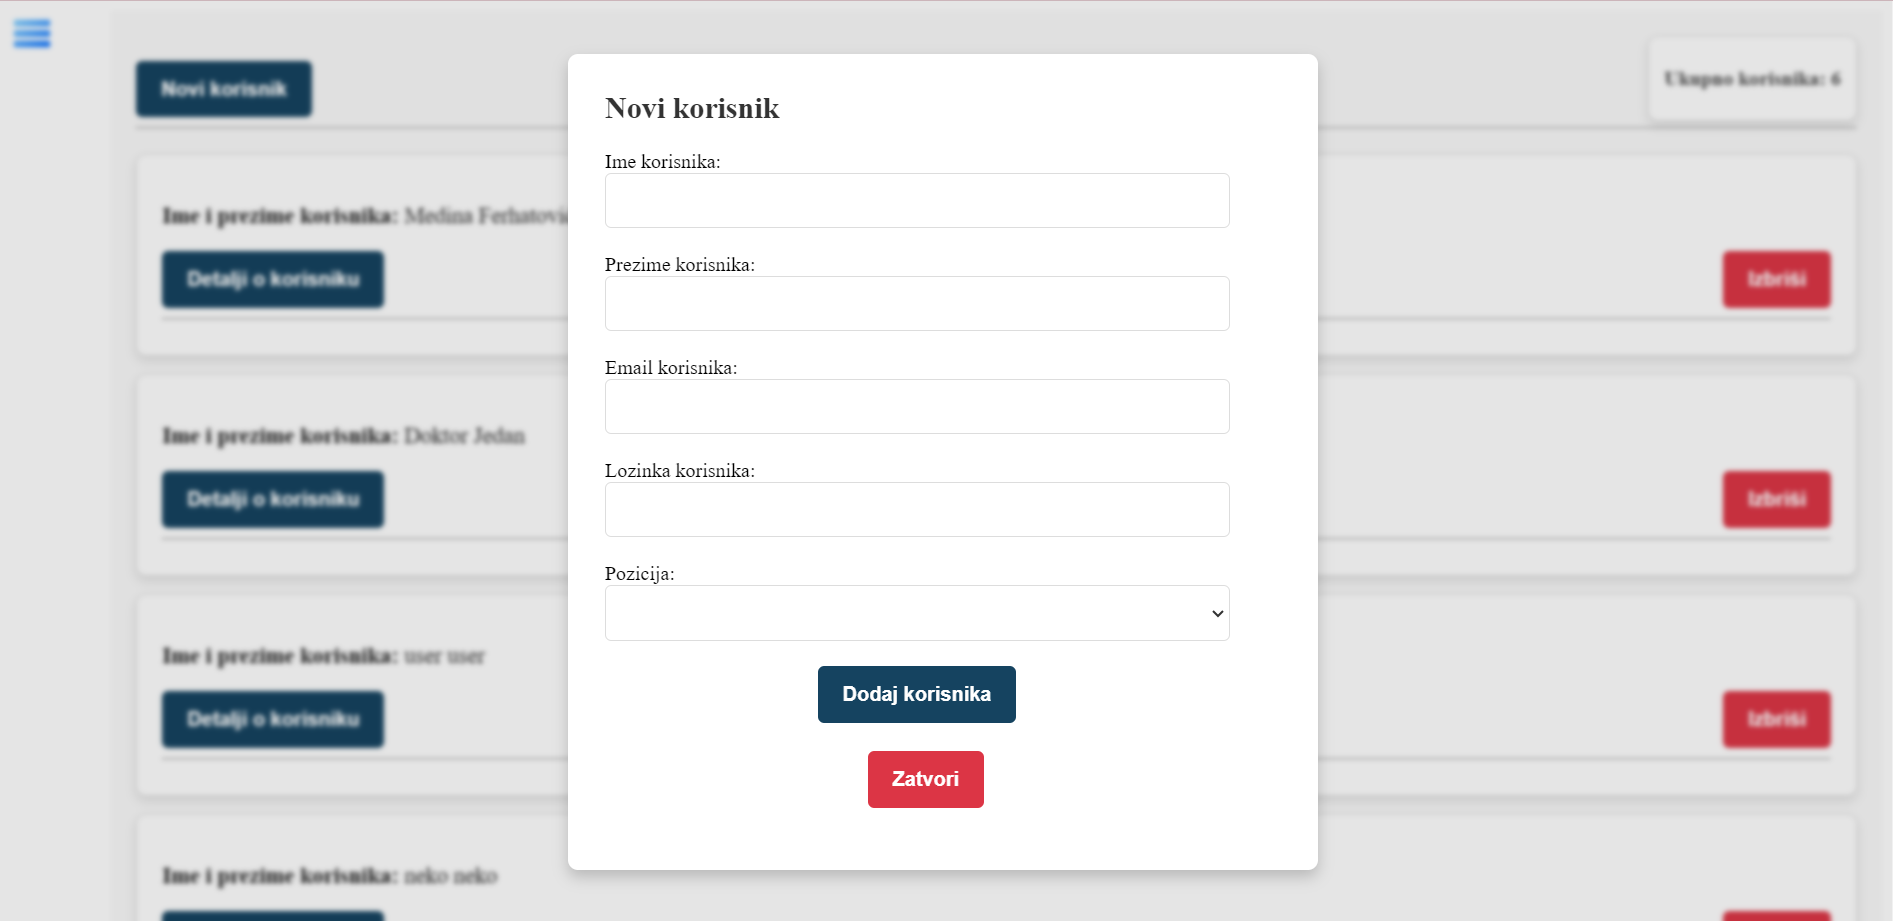 Novi korisnik
Ukupno korisnika: 6
Ime i prezime korisnika: Medina Ferhatović
Detalji o korisniku
Izbriši
Ime i prezime korisnika: Doktor Jedan
Detalji o korisniku
Izbriši
Ime i prezime korisnika: user user
Detalji o korisniku
Izbriši
Ime i prezime korisnika: neko neko
Novi korisnik
Ime korisnika:
Prezime korisnika:
Email korisnika:
Lozinka korisnika:
Pozicija:
Dodaj korisnika
Zatvori